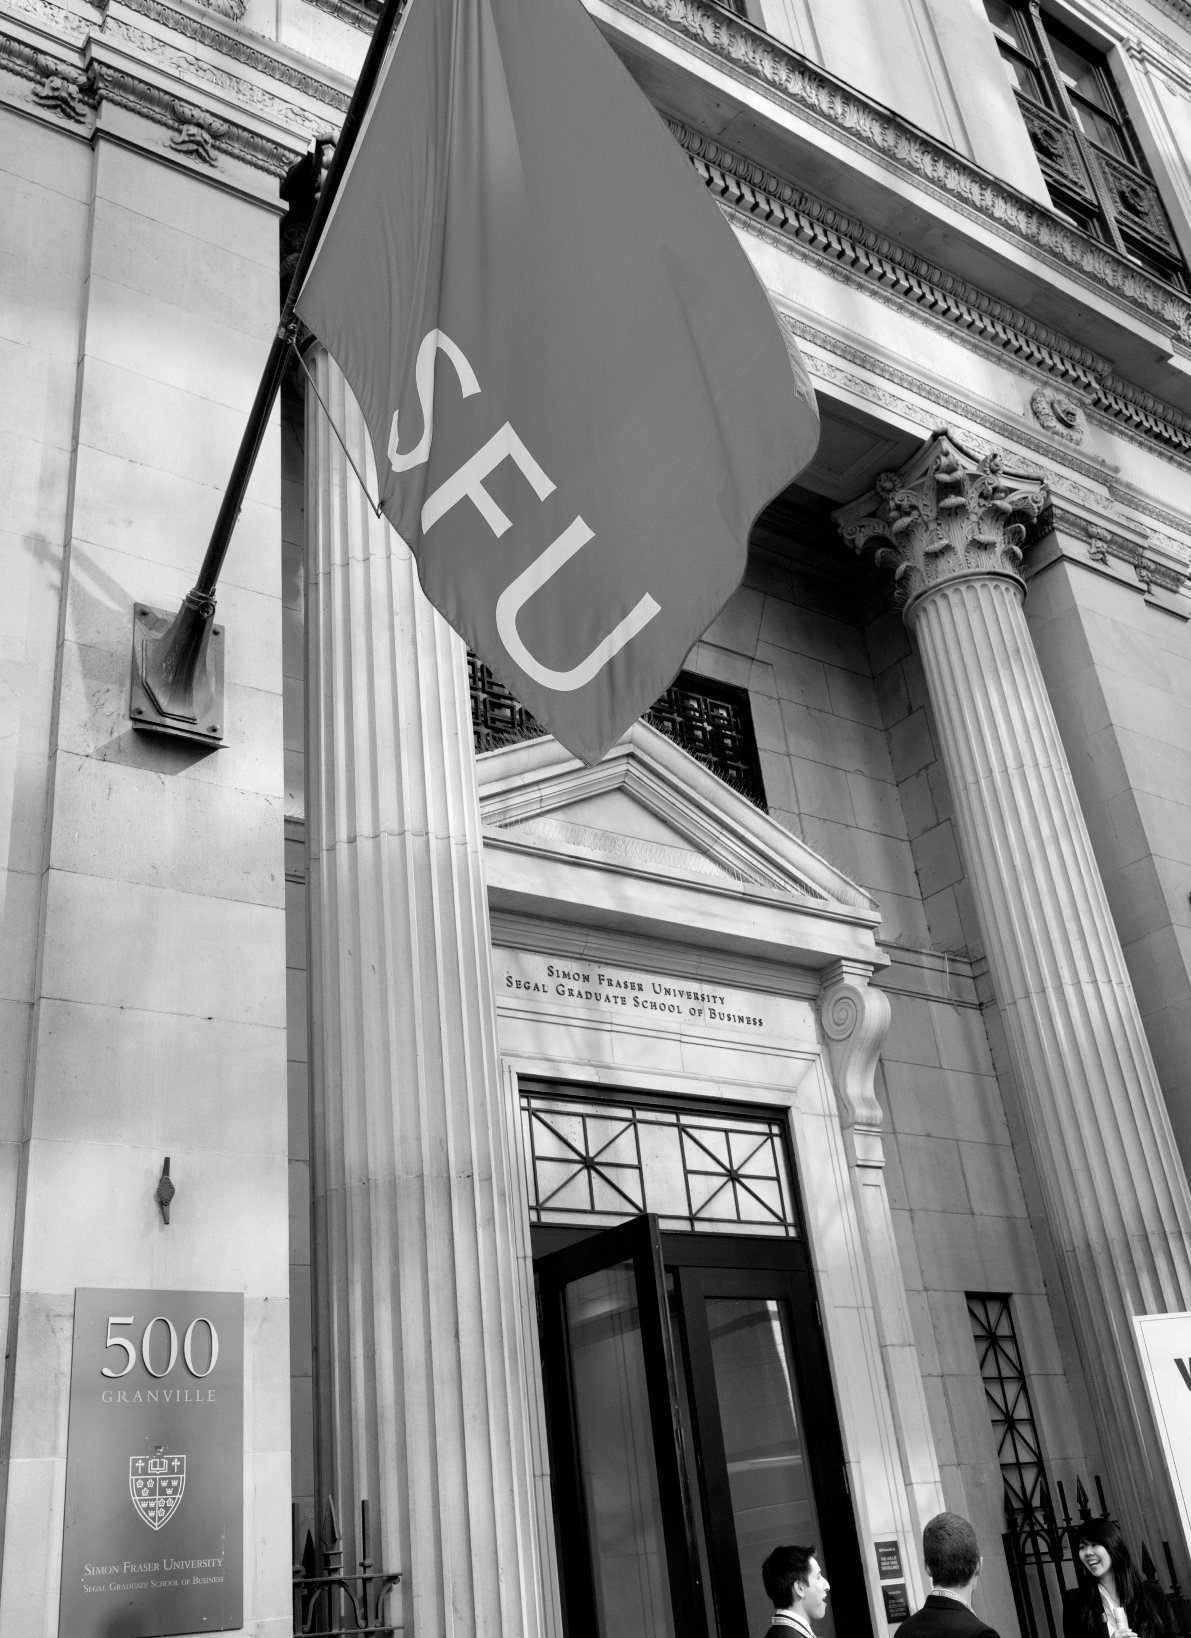 SFU
SIMON FRASER UNIVERSITY
SEGAL GRADUATE SCHOOL OF BUSINESS
500
GRANVILLE
SIMON FRASER UNIVERSITY
SEGAL GRADUATE SCHOOL OF BUSINESS